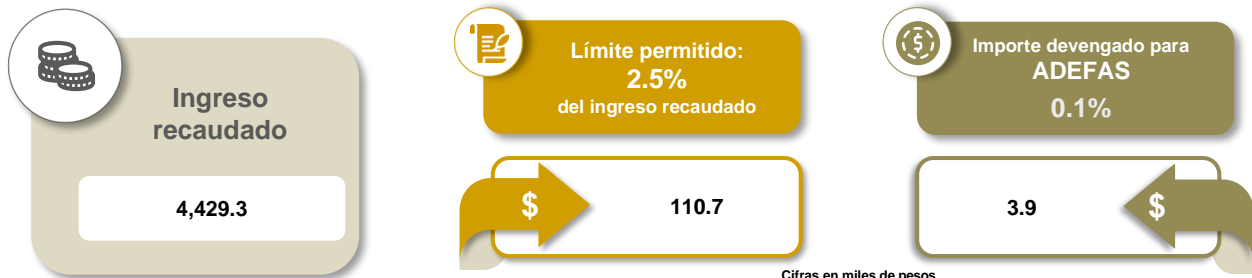 Ingreso
recaudado
4,429.3
Límite permitido:
2.5%
del ingreso recaudado
$
110.7
Importe devengado para
ADEFAS
0.1%
3.9
$
Cifras en miles de pesos